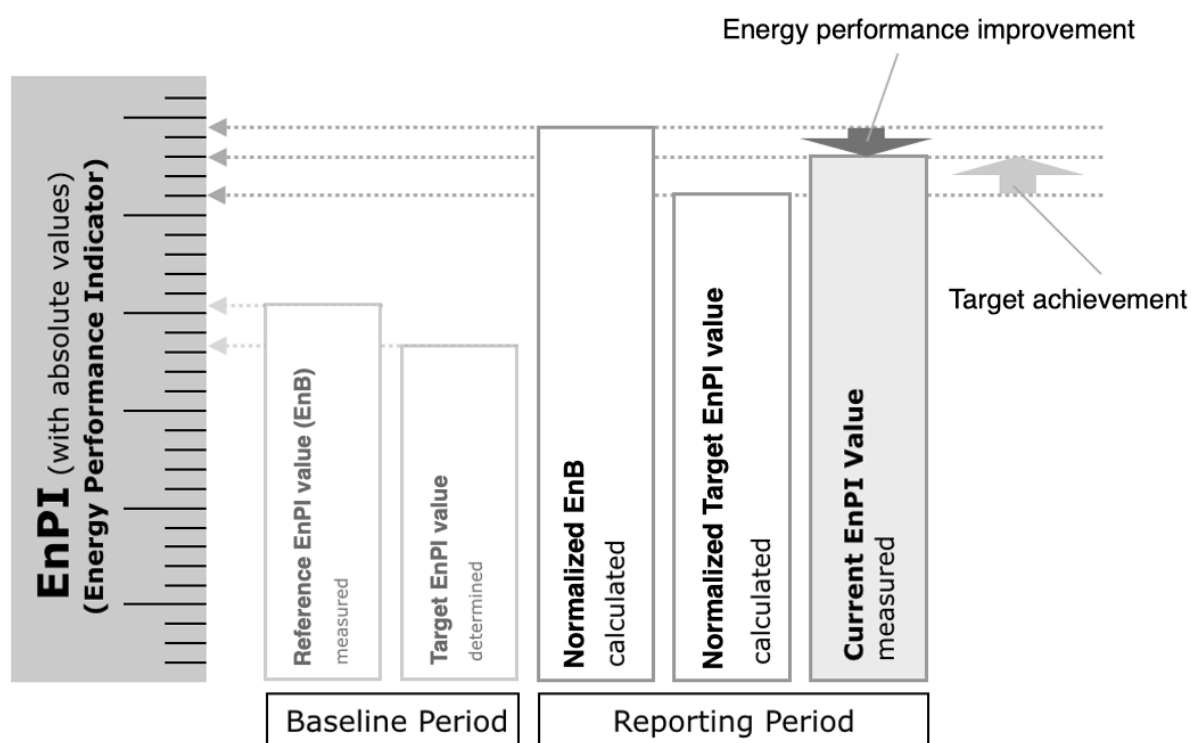 Energy performance improvement
EnPI (with absolute values)
(Energy Performance Indicator)
Reference EnPI value (EnB)
measured
Target EnPI value
determined
Normalized EnB
calculated
Normalized Target EnPI value
calculated
Current EnPI Value
measured
Target achievement
Baseline Period
Reporting Period